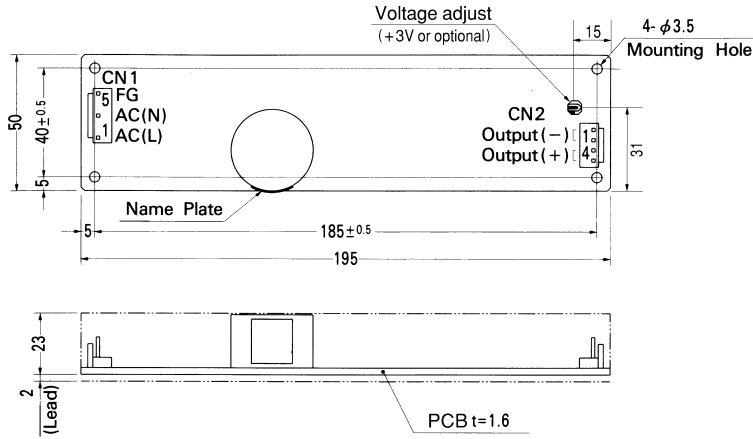 Voltage adjust
(+3V or optional)
15
4-ϕ3.5
Mounting Hole
CN1
5 FG
AC(N)
1 AC(L)
CN2
Output(−) 1
Output(+) 4
50
40±0.5
5
31
Name Plate
5
185±0.5
195
23
2
(Lead)
PCB t=1.6